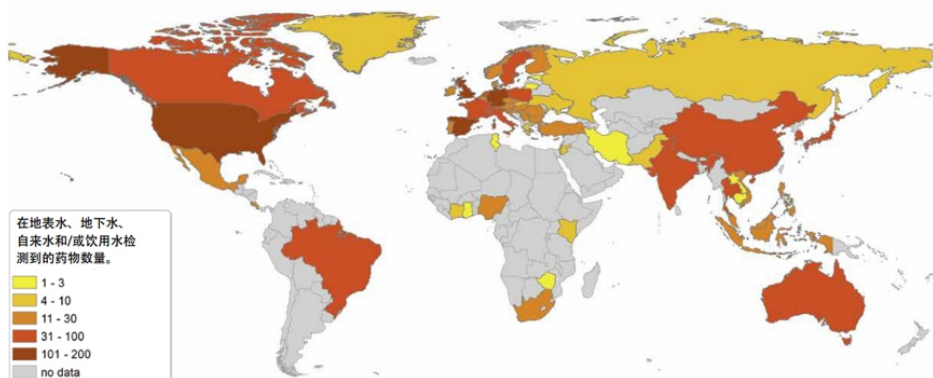 在地表水、地下水、
自来水和/或饮用水检
测到的药物数量。
1 - 3
4 - 10
11 - 30
31 - 100
101 - 200
no data